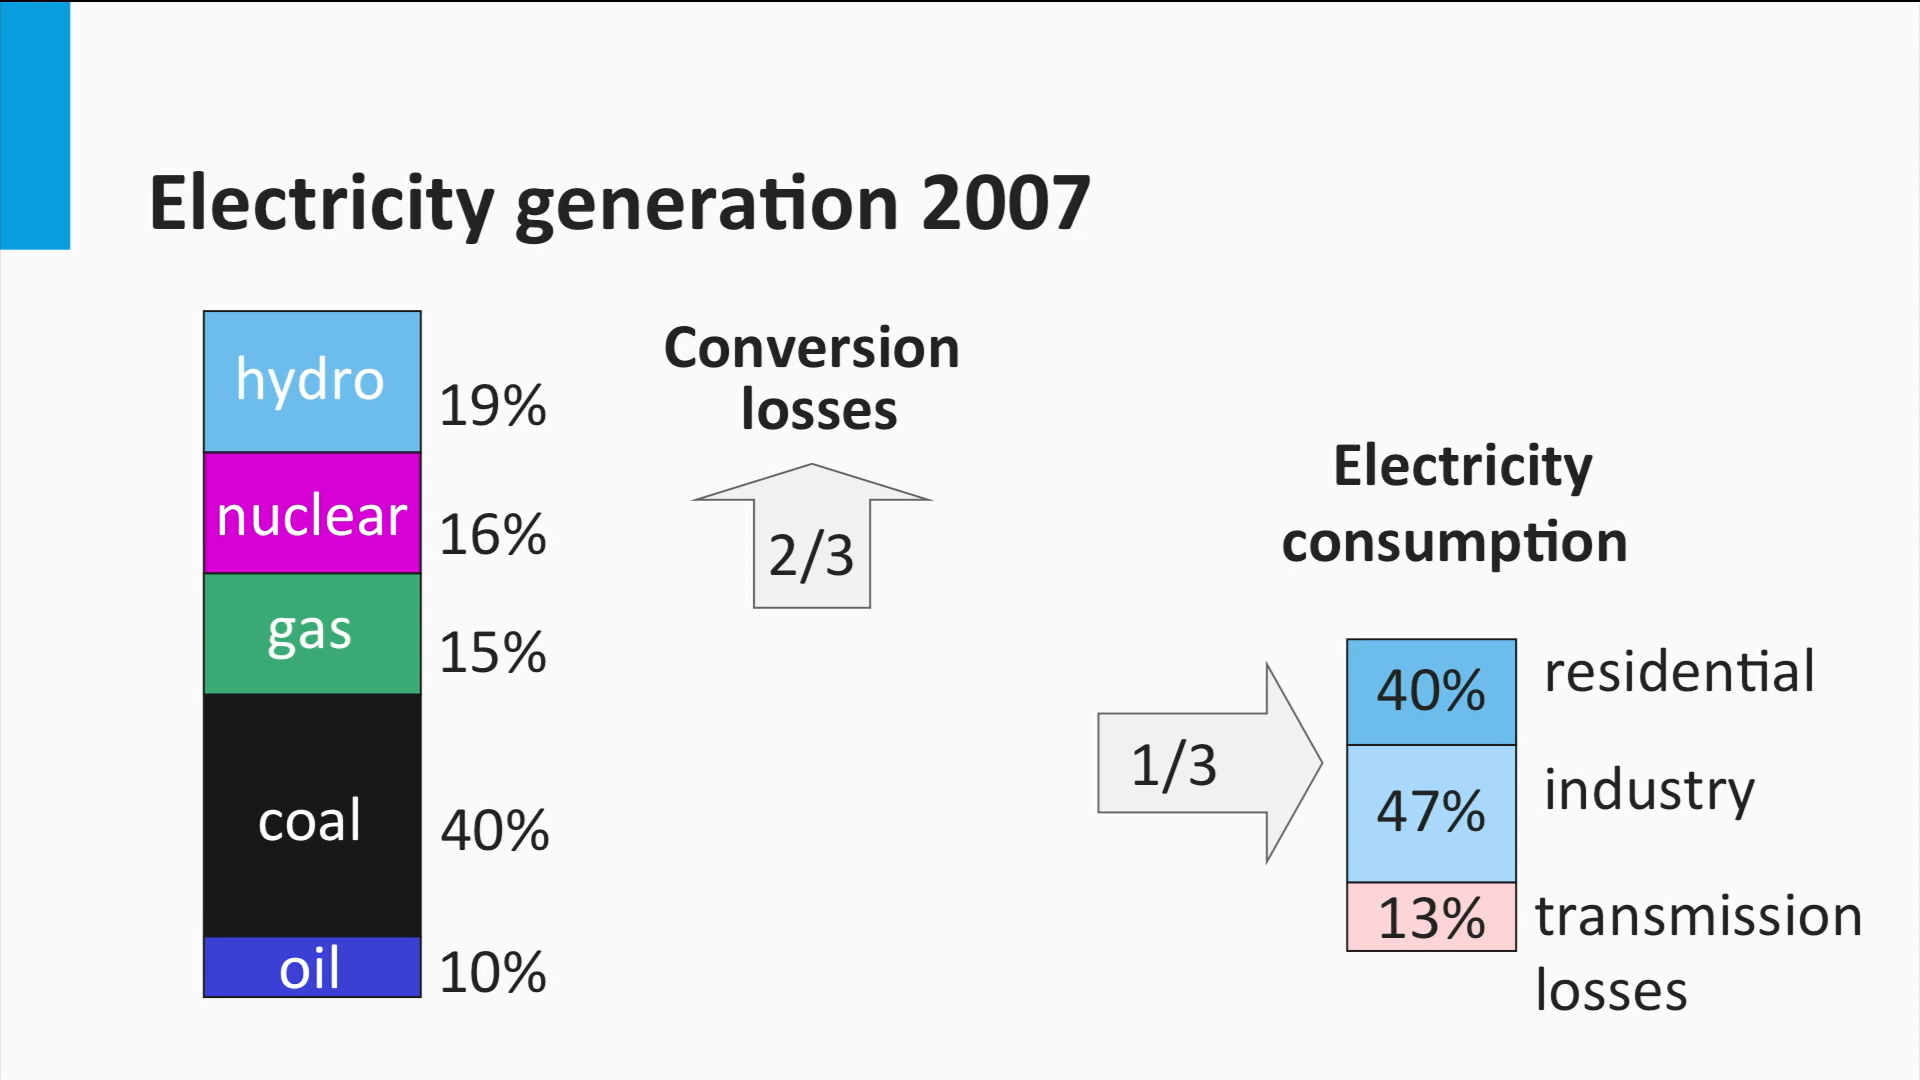 Electricity generation 2007
hydro
19%
nuclear
16%
gas
15%
coal
40%
oil
10%
Conversion
losses
2/3
1/3
Electricity
consumption
40%
residential
47%
industry
13%
transmission
losses